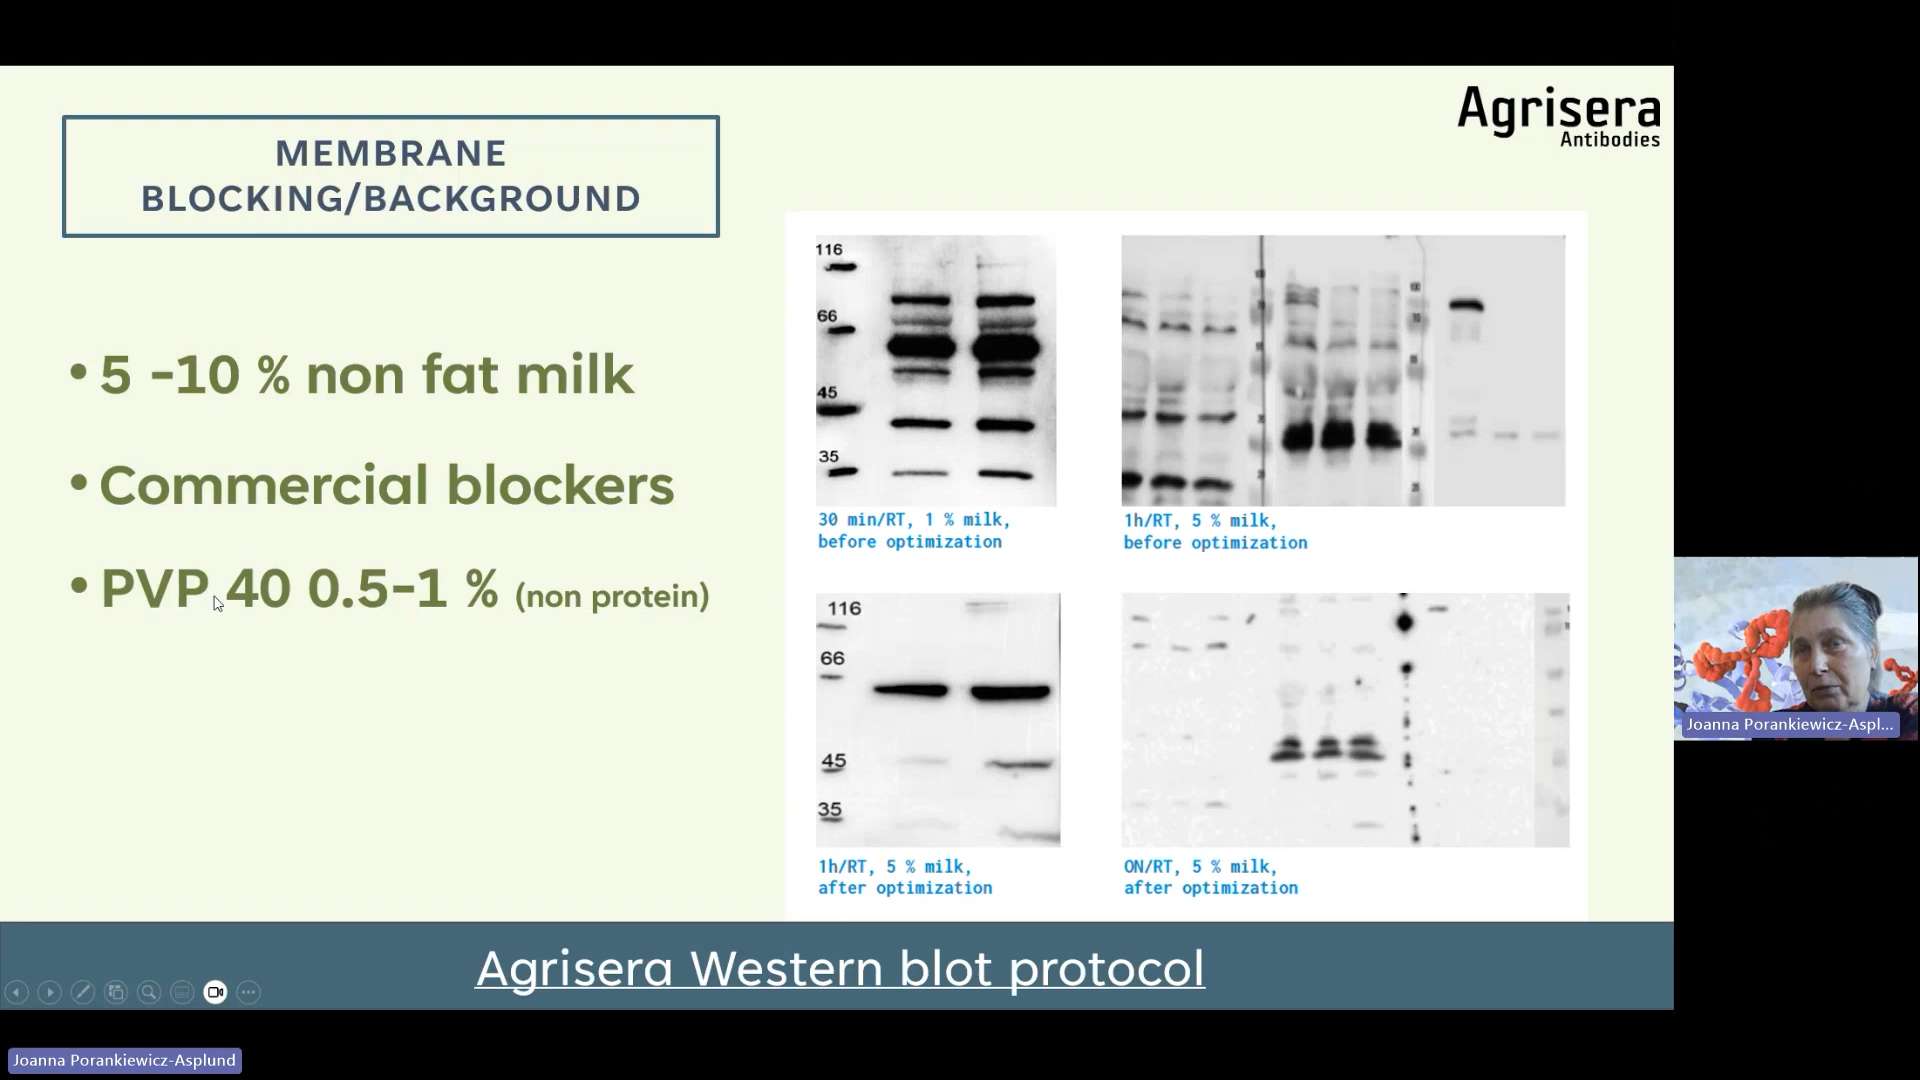 Agrisera
Antibodies
MEMBRANE
BLOCKING/BACKGROUND
• 5 -10 % non fat milk
• Commercial blockers
• PVP 40 0.5-1 % (non protein)
116
66
45
35
30 min/RT, 1 % milk,
before optimization
1h/RT, 5 % milk,
before optimization
116
66
45
35
1h/RT, 5 % milk,
after optimization
ON/RT, 5 % milk,
after optimization
Agrisera Western blot protocol
Joanna Porankiewicz-Aspl...
Joanna Porankiewicz-Asplund